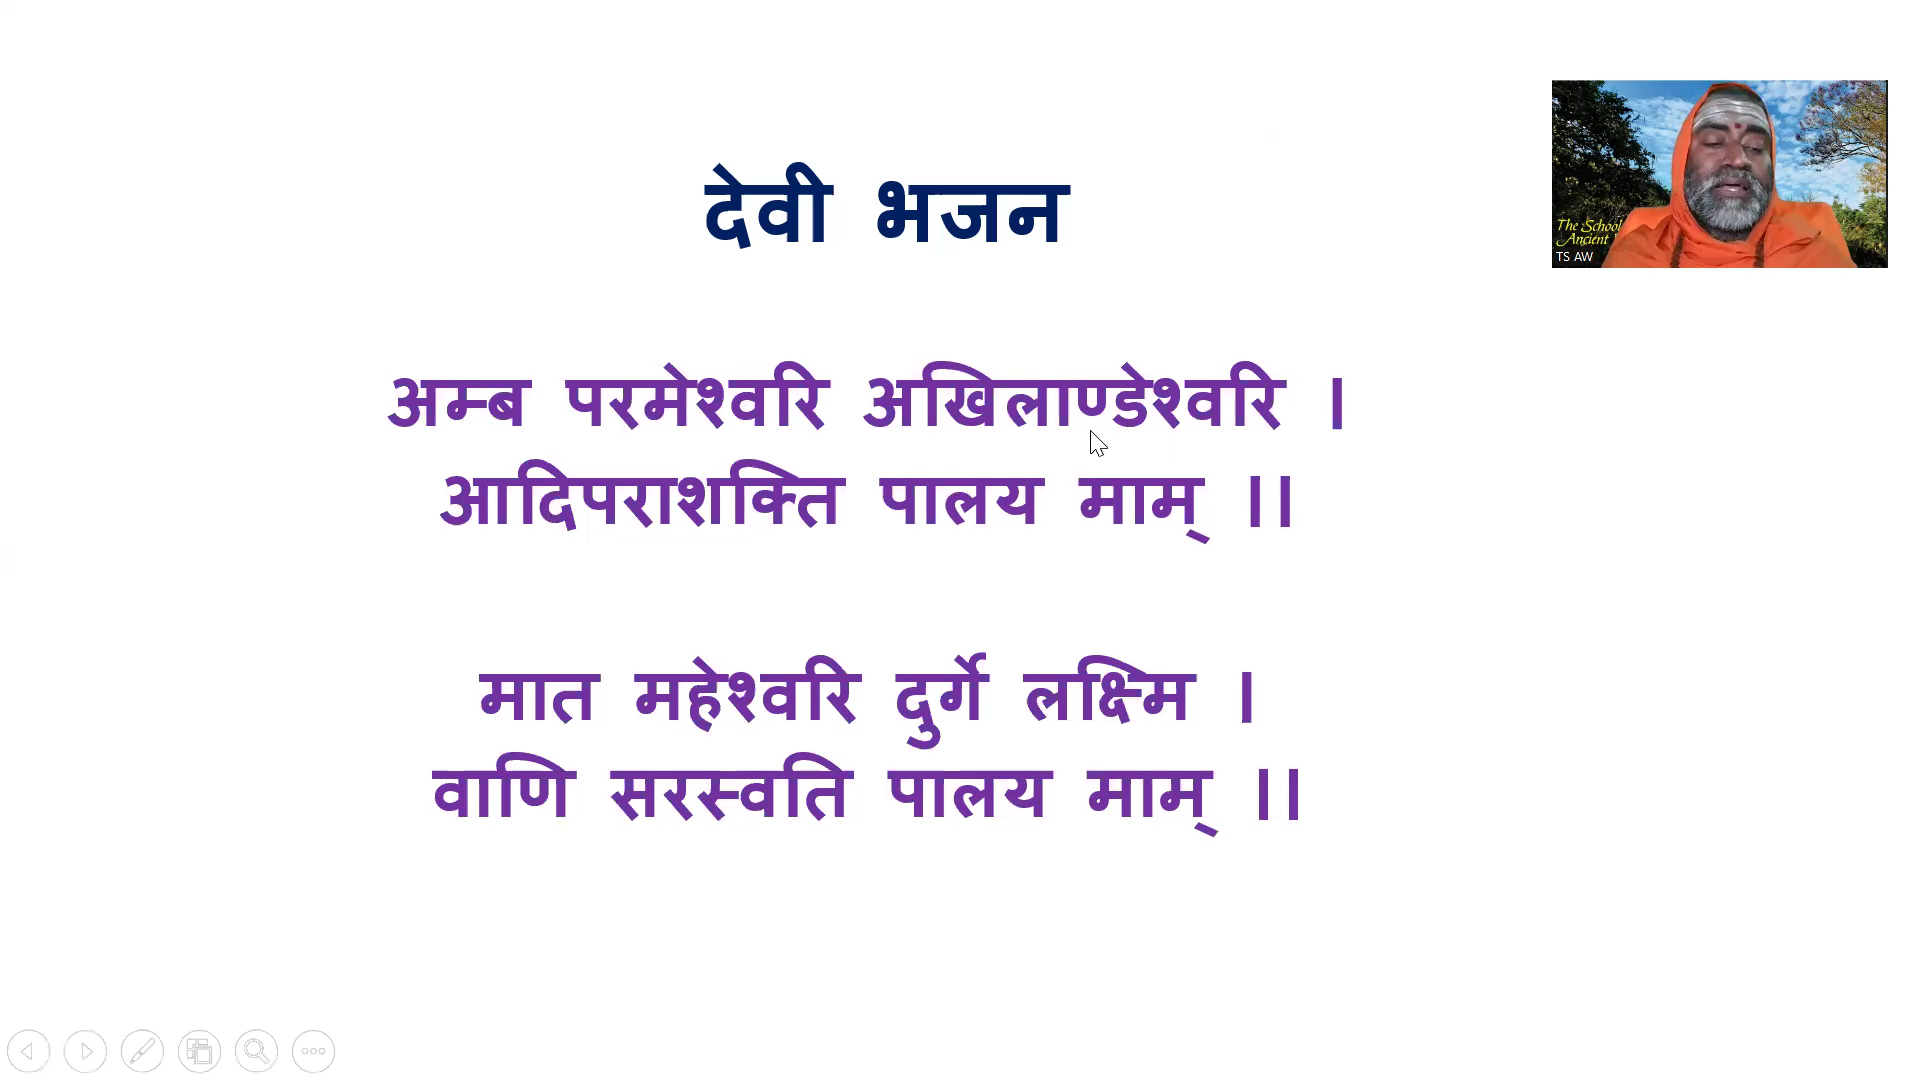 देवी भजन
अम्ब परमेश्वरि अखिलाण्डेश्वरि ।
आदिपराशक्ति पालय माम् ।।
मात महेश्वरि दुर्गे लक्ष्मि ।
वाणि सरस्वति पालय माम् ।।
The School
Ancient
TS AW